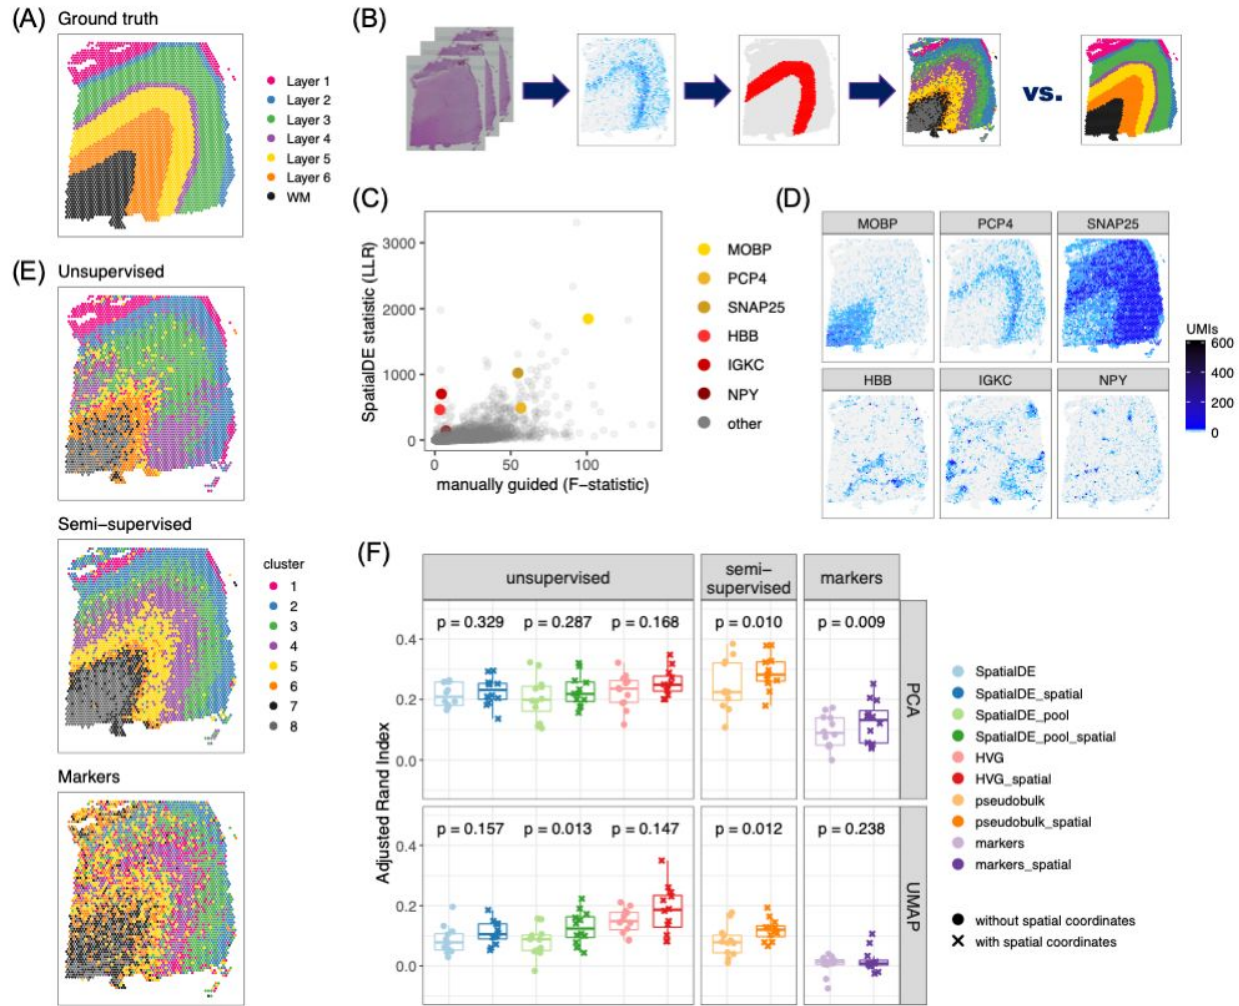 (A)
Ground truth
Layer 1
Layer 2
Layer 3
Layer 4
Layer 5
Layer 6
WM
(B)
vs.
(C)
SpatialDE statistic (LLR)
3000
2000
1000
0
0
50
100
manually guided (F−statistic)
MOBP
PCP4
SNAP25
HBB
IGKC
NPY
other
(D)
MOBP
PCP4
SNAP25
HBB
IGKC
NPY
UMIs
600
400
200
0
(E)
Unsupervised
Semi−supervised
Markers
cluster
1
2
3
4
5
6
7
8
(F)
unsupervised
semi−
supervised
markers
p = 0.329
p = 0.287
p = 0.168
p = 0.010
p = 0.009
0.4
0.2
0.0
PCA
Adjusted Rand Index
p = 0.157
p = 0.013
p = 0.147
p = 0.012
p = 0.238
0.4
0.2
0.0
UMAP
SpatialDE
SpatialDE_spatial
SpatialDE_pool
SpatialDE_pool_spatial
HVG
HVG_spatial
pseudobulk
pseudobulk_spatial
markers
markers_spatial
without spatial coordinates
with spatial coordinates